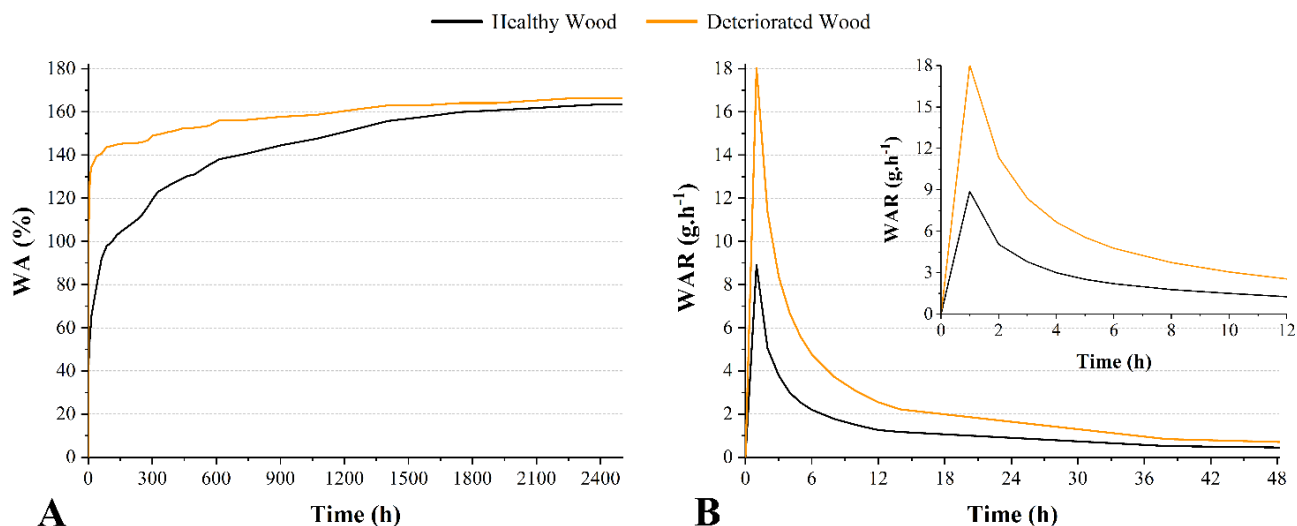 Healthy Wood Deteriorated Wood
180
160
140
120
100
80
60
40
20
0
WA (%)
0 300 600 900 1200 1500 1800 2100 2400
Time (h)
A
18
16
14
12
10
8
6
4
2
0
WAR (g.h⁻¹)
0 6 12 18 24 30 36 42 48
Time (h)
B
18
15
12
9
6
3
0
WAR (g.h⁻¹)
0 2 4 6 8 10 12
Time (h)